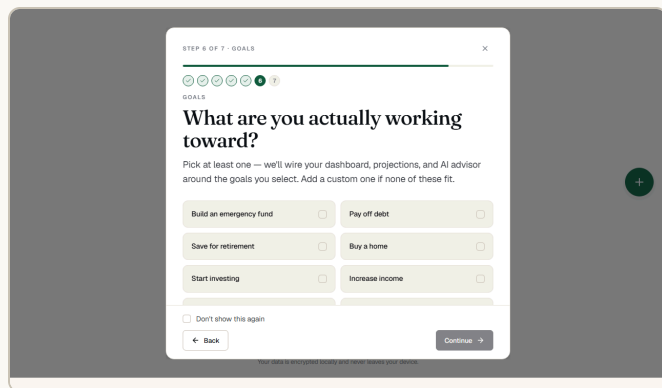 STEP 6 OF 7 · GOALS
6
7
GOALS
What are you actually working
toward?
Pick at least one — we'll wire your dashboard, projections, and AI advisor
around the goals you select. Add a custom one if none of these fit.
Build an emergency fund
Pay off debt
Save for retirement
Buy a home
Start investing
Increase income
Don't show this again
← Back
Continue →
Your data is encrypted locally and never leaves your device.